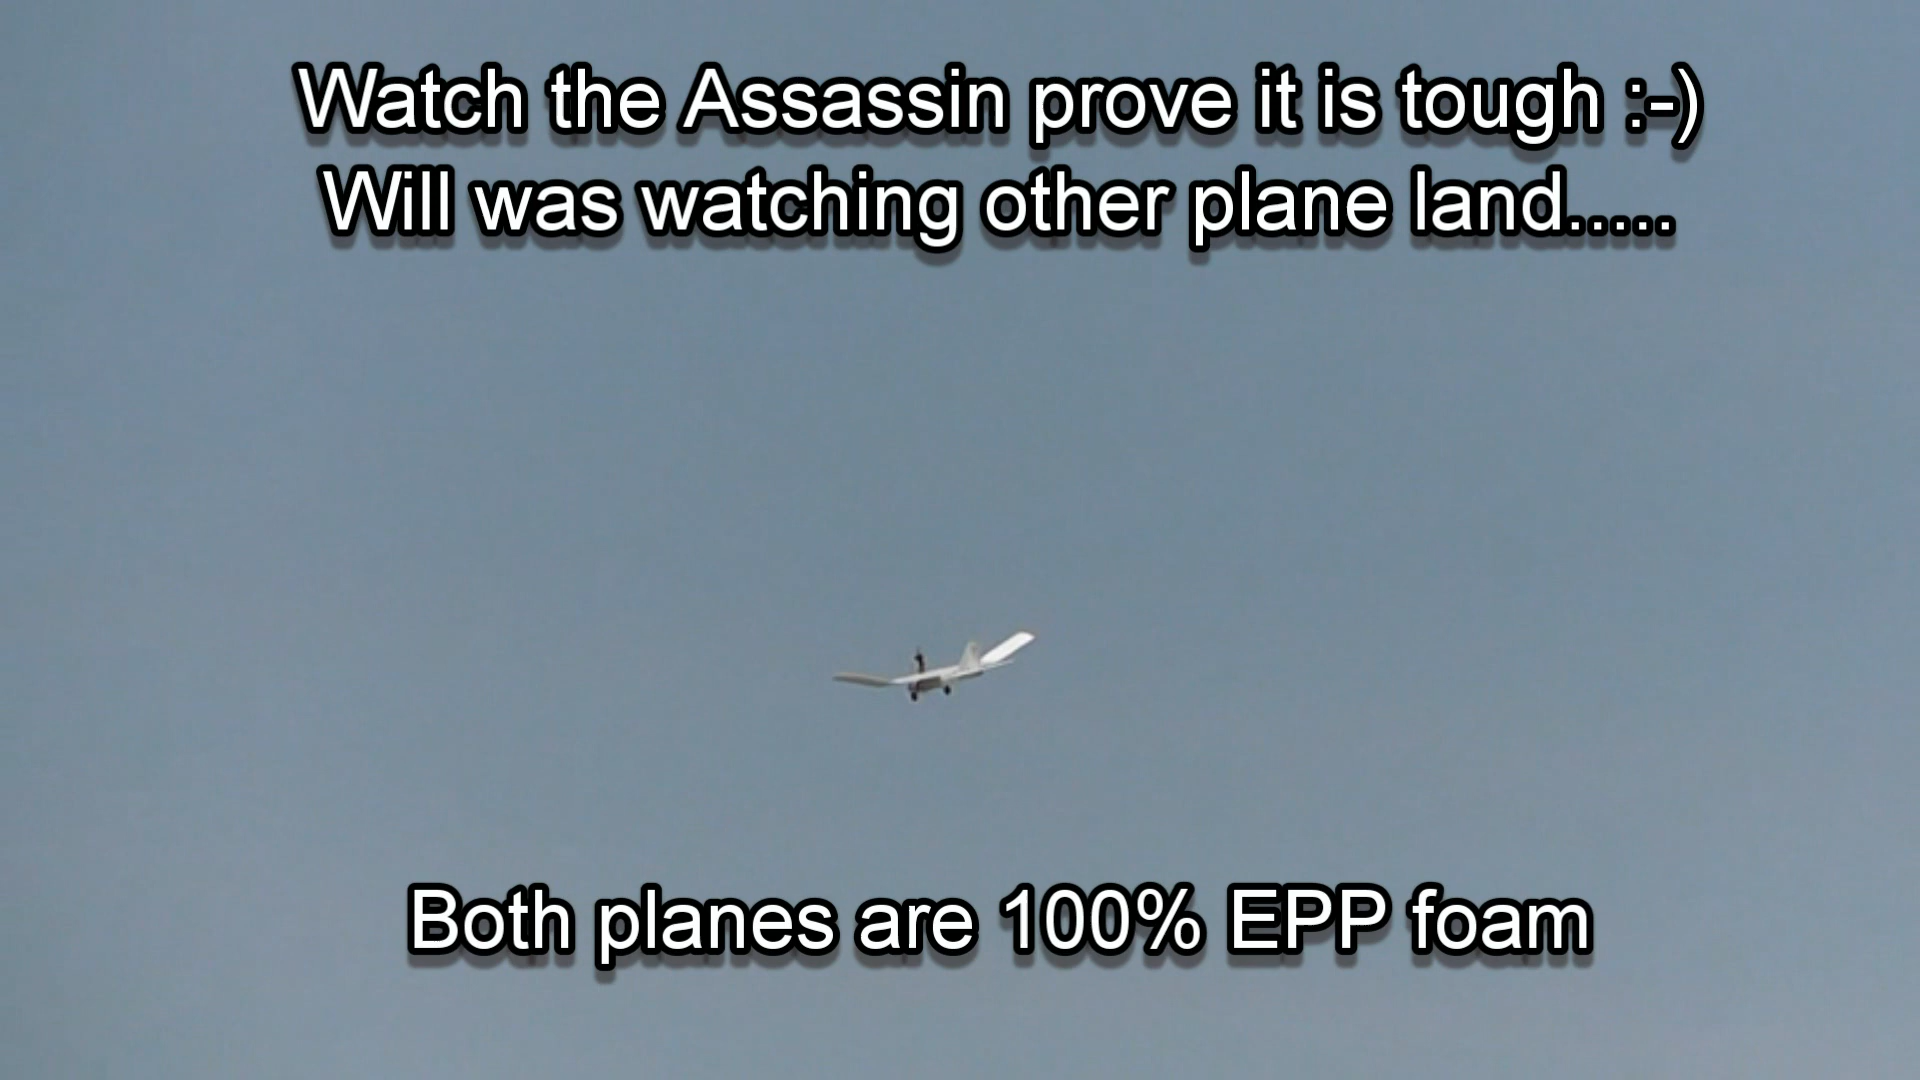 Watch the Assassin prove it is tough :-)
Will was watching other plane land.....
Both planes are 100% EPP foam